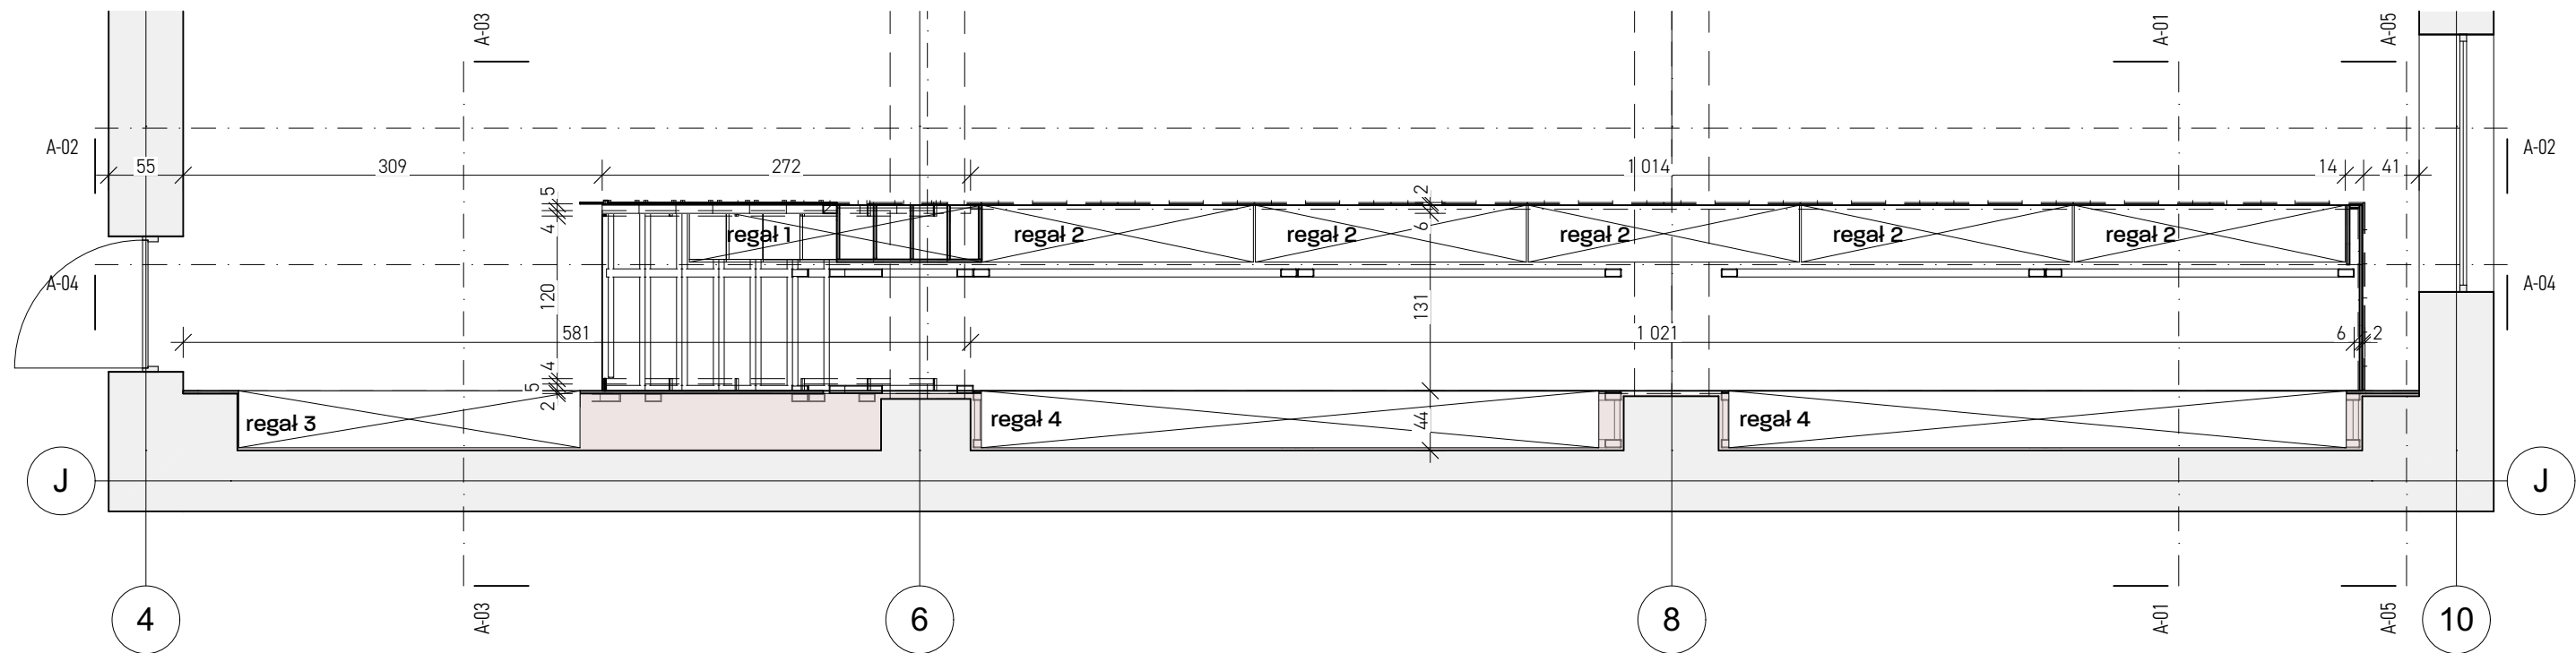 A-03
A-01
A-05
A-02
A-02
55
309
272
1 014
14
41
5
4
2
6
regał 1
regał 2
regał 2
regał 2
regał 2
regał 2
A-04
A-04
120
131
581
1 021
6
2
4
5
2
regał 3
regał 4
44
regał 4
J
J
A-03
A-01
A-05
4
6
8
10